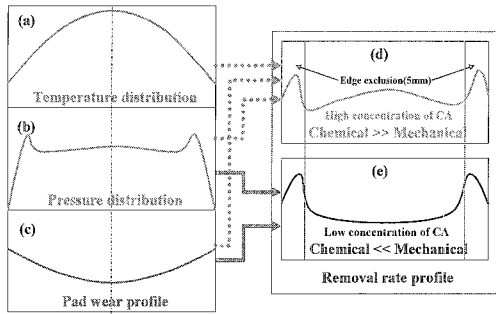 (a)
Temperature distribution
(b)
Pressure distribution
(c)
Pad wear profile
(d)
Edge exclusion(5mm)
High concentration of CA
Chemical >> Mechanical
(e)
Low concentration of CA
Chemical << Mechanical
Removal rate profile